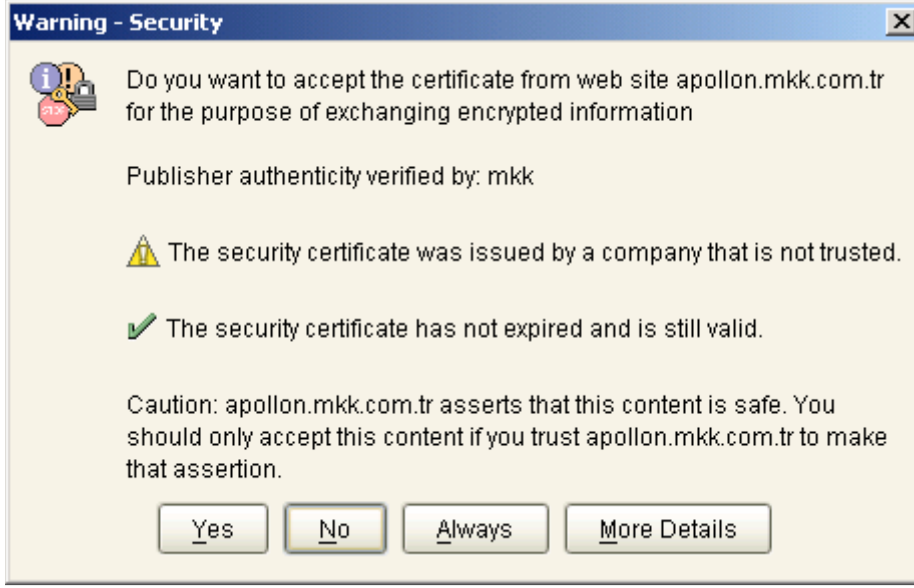 Warning - Security
Do you want to accept the certificate from web site apollon.mkk.com.tr
for the purpose of exchanging encrypted information
Publisher authenticity verified by: mkk
The security certificate was issued by a company that is not trusted.
The security certificate has not expired and is still valid.
Caution: apollon.mkk.com.tr asserts that this content is safe. You
should only accept this content if you trust apollon.mkk.com.tr to make
that assertion.
Yes No Always More Details